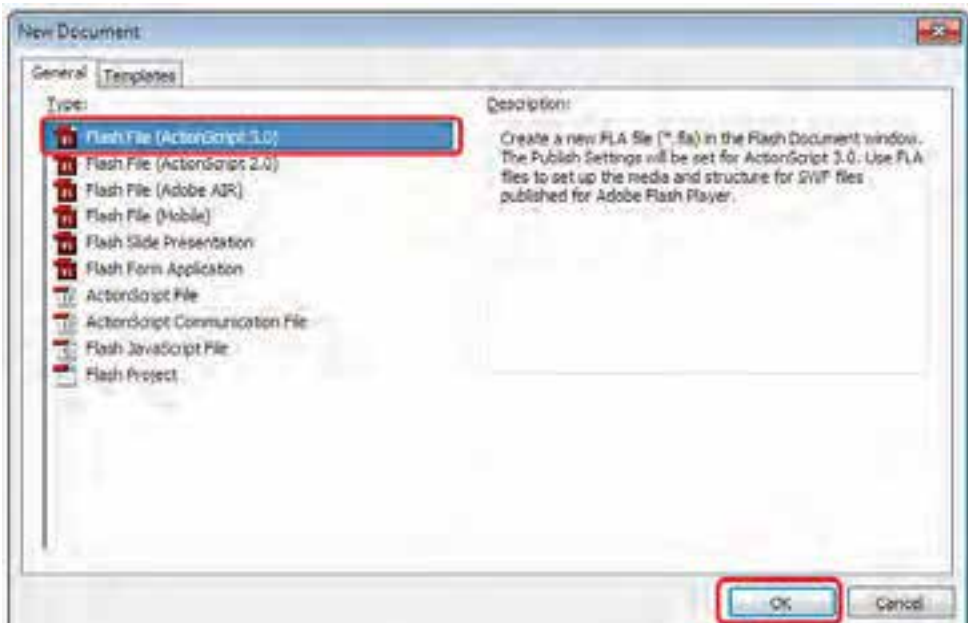 New Document
General
Templates
Type:
Flash File (ActionScript 3.0)
Flash File (ActionScript 2.0)
Flash File (Adobe AIR)
Flash File (Mobile)
Flash Slide Presentation
Flash Form Application
ActionScript File
ActionScript Communication File
Flash JavaScript File
Flash Project
Description:
Create a new FLA file (*.fla) in the Flash Document window.
The Publish Settings will be set for ActionScript 3.0. Use FLA
files to set up the media and structure for SWF files
published for Adobe Flash Player.
OK
Cancel